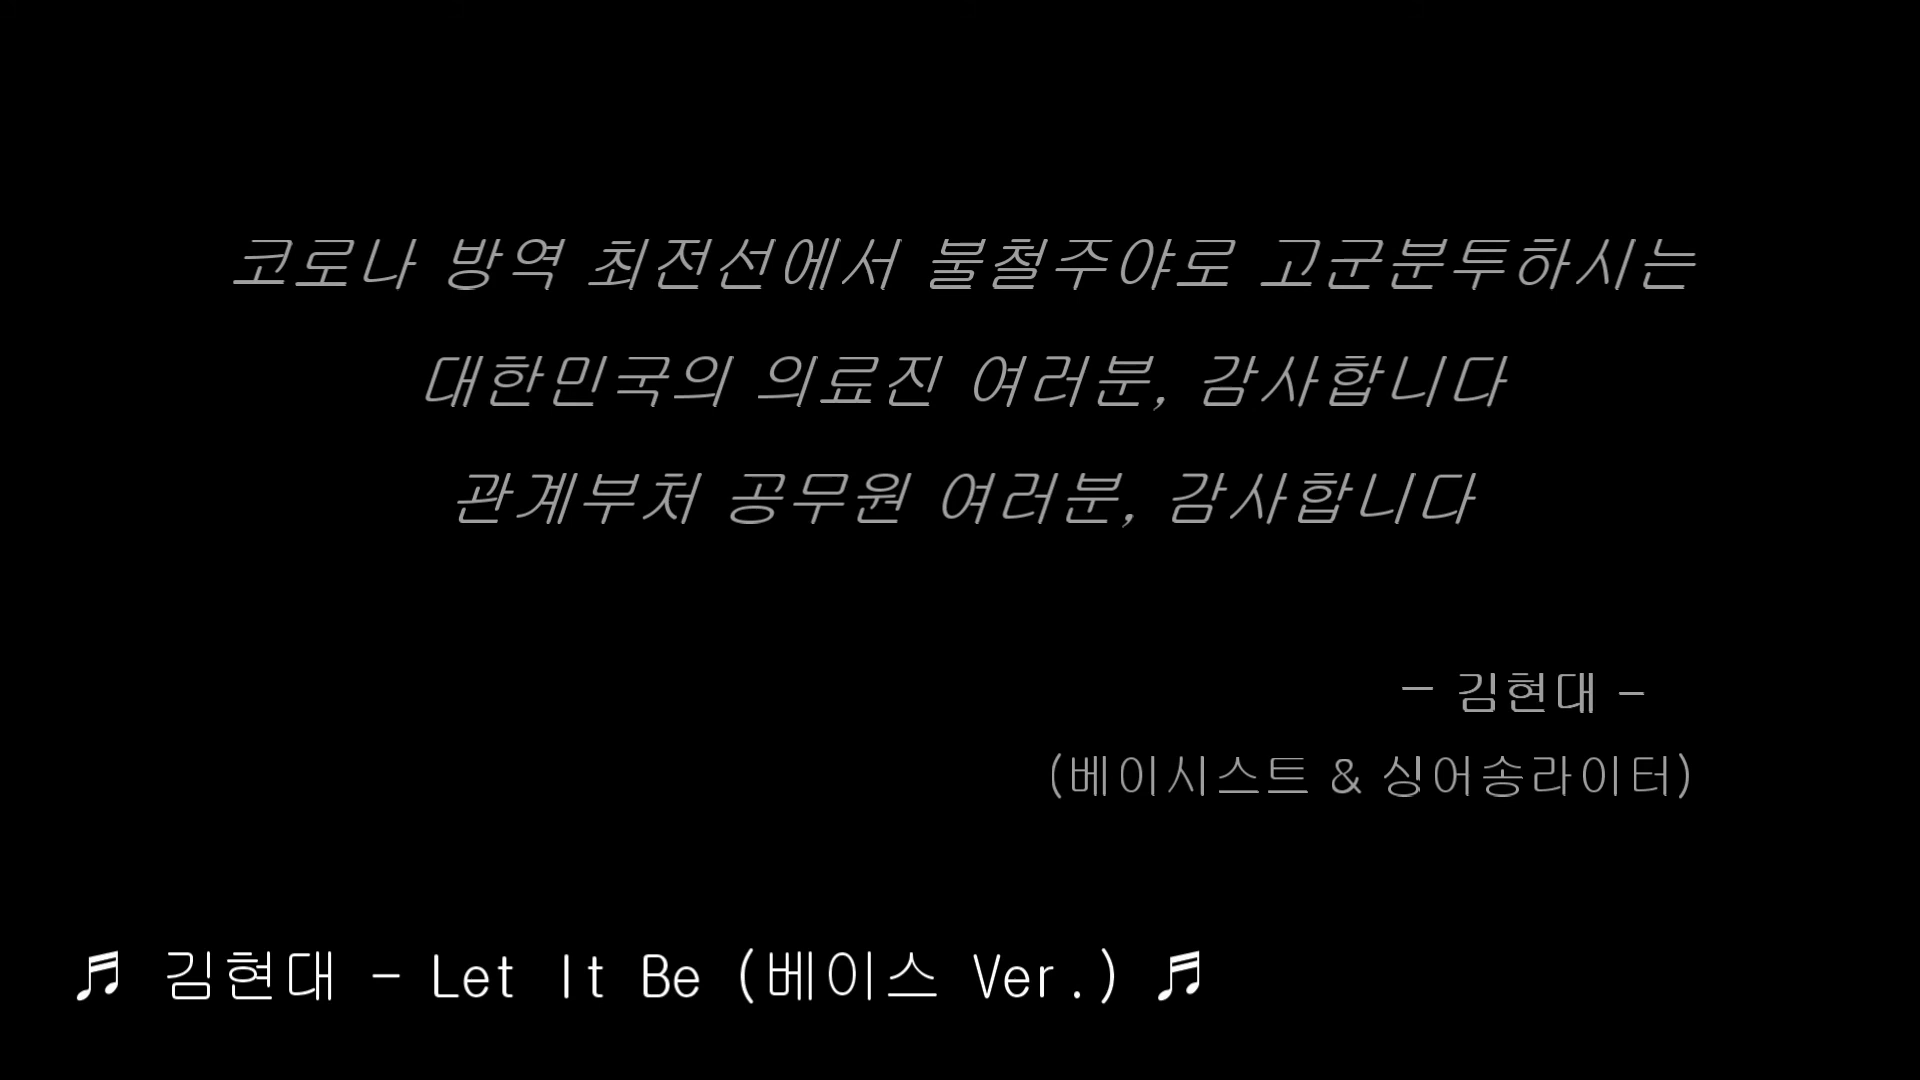 코로나 방역 최전선에서 불철주야로 고군분투하시는
대한민국의 의료진 여러분, 감사합니다
관계부처 공무원 여러분, 감사합니다
- 김현대 -
(베이시스트 & 싱어송라이터)
♬ 김현대 - Let It Be (베이스 Ver.) ♬